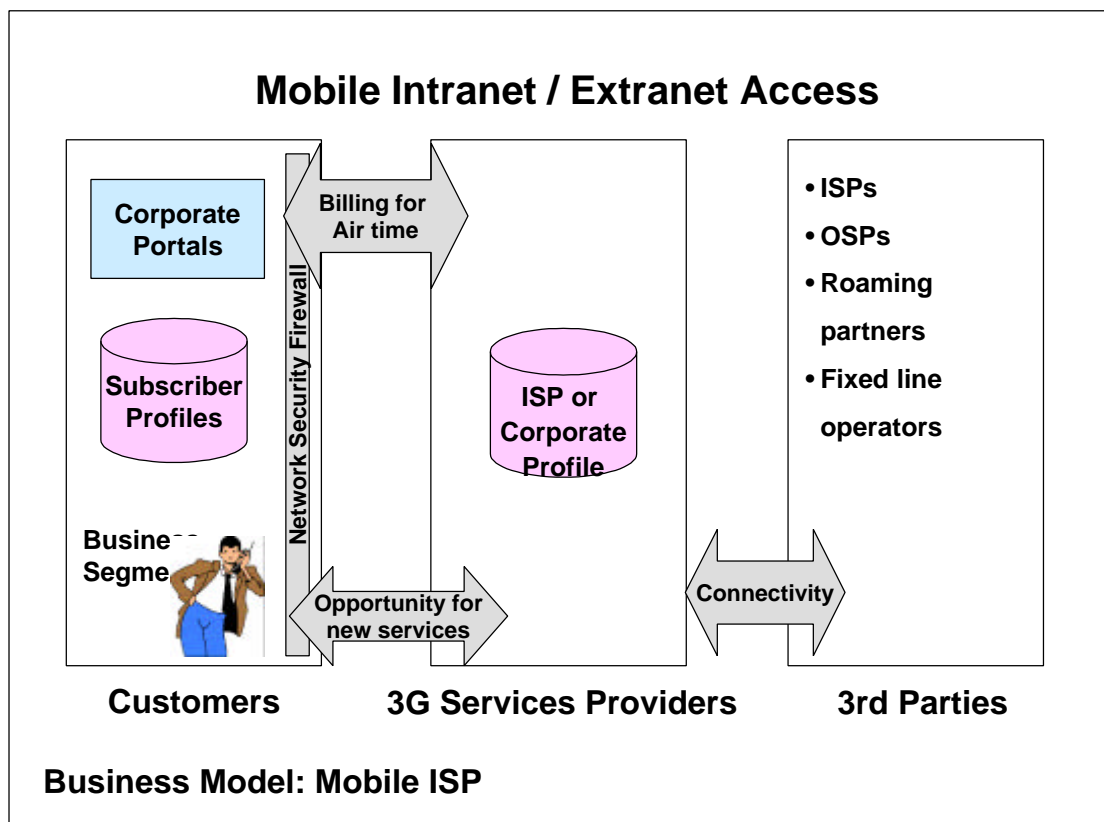 Mobile Intranet / Extranet Access
Corporate
Portals
Subscriber
Profiles
Business
Segme
Network Security Firewall
Billing for
Air time
Opportunity for
new services
ISP or
Corporate
Profile
Connectivity
• ISPs
• OSPs
• Roaming
partners
• Fixed line
operators
Customers
3G Services Providers
3rd Parties
Business Model: Mobile ISP